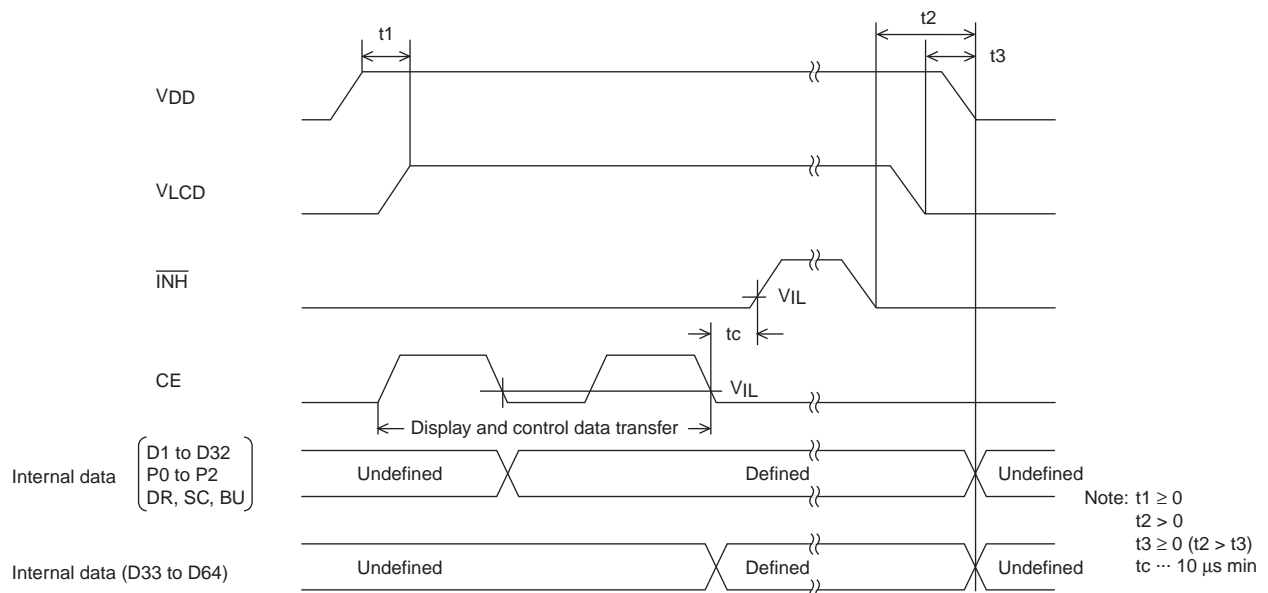 t2
t1
t3
VDD
VLCD
INH
VIL
tc
CE
VIL
Display and control data transfer
Internal data
D1 to D32
P0 to P2
DR, SC, BU
Undefined
Defined
Undefined
Internal data (D33 to D64)
Undefined
Defined
Undefined
Note: t1 ≥ 0
t2 > 0
t3 ≥ 0 (t2 > t3)
tc ··· 10 μs min